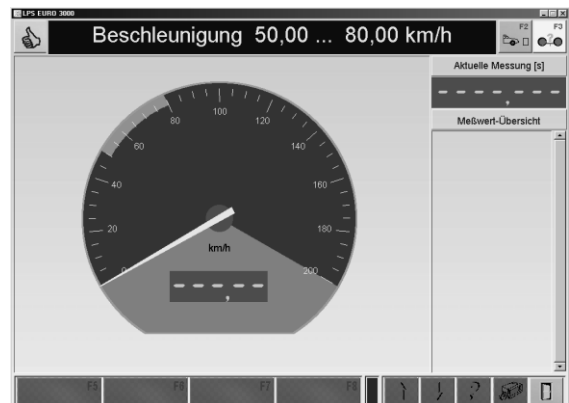 LPS EURO 3000
Beschleunigung 50,00 ... 80,00 km/h
F2 F3
Aktuelle Messung [s]
- - - - , - - -
Meßwert-Übersicht
0 20 40 60 80 100 120 140 160 180 200
km/h
- - - , - -
F5 F6 F7 F8